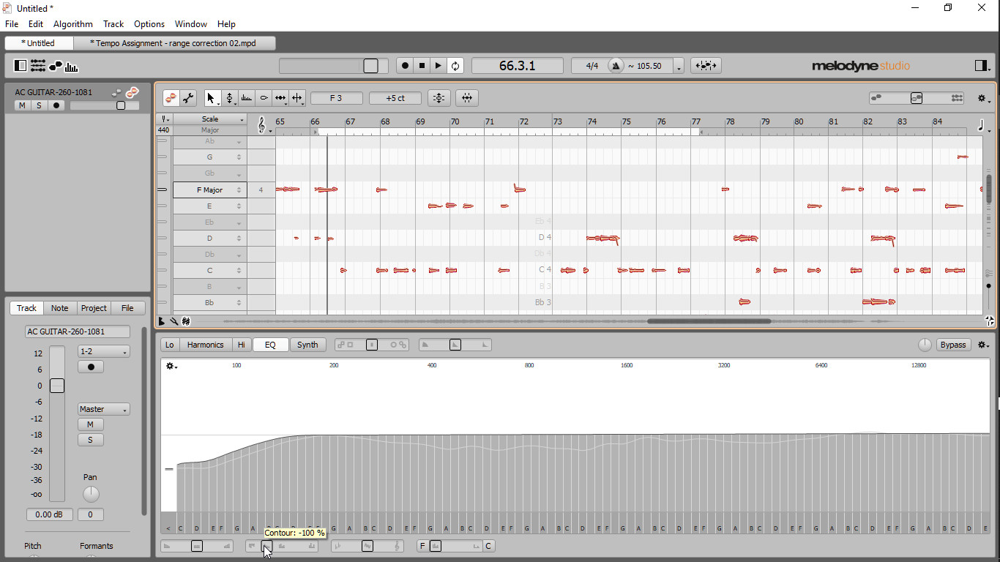 Untitled *
File Edit Algorithm Track Options Window Help
* Untitled * Tempo Assignment - range correction 02.mpd
66.3.1 4/4 ~ 105.50 melodyne studio
AC GUITAR-260-1081
M S
F 3 +5 ct
Scale 65 66 67 68 69 70 71 72 73 74 75 76 77 78 79 80 81 82 83 84
440 Major
Ab
G
Gb
F Major 4
E
Eb Eb 4
D D 4
Db Db 4
C C 4
B B 3
Bb Bb 3
Track Note Project File
AC GUITAR-260-1081
1-2
12
6
0
-6
-12
-18
-24
-30
-36
-oo
Master
M
S
Pan
0.00 dB 0
Pitch Formants
Lo Harmonics Hi EQ Synth Bypass
100 200 400 800 1600 3200 6400 12800
< C D E F G A B C D E F G A B C D E F G A B C D E F G A B C D E F G A B C D E F G A B C D E F G A B C D E F G A B C D E
Contour: -100 %
F C